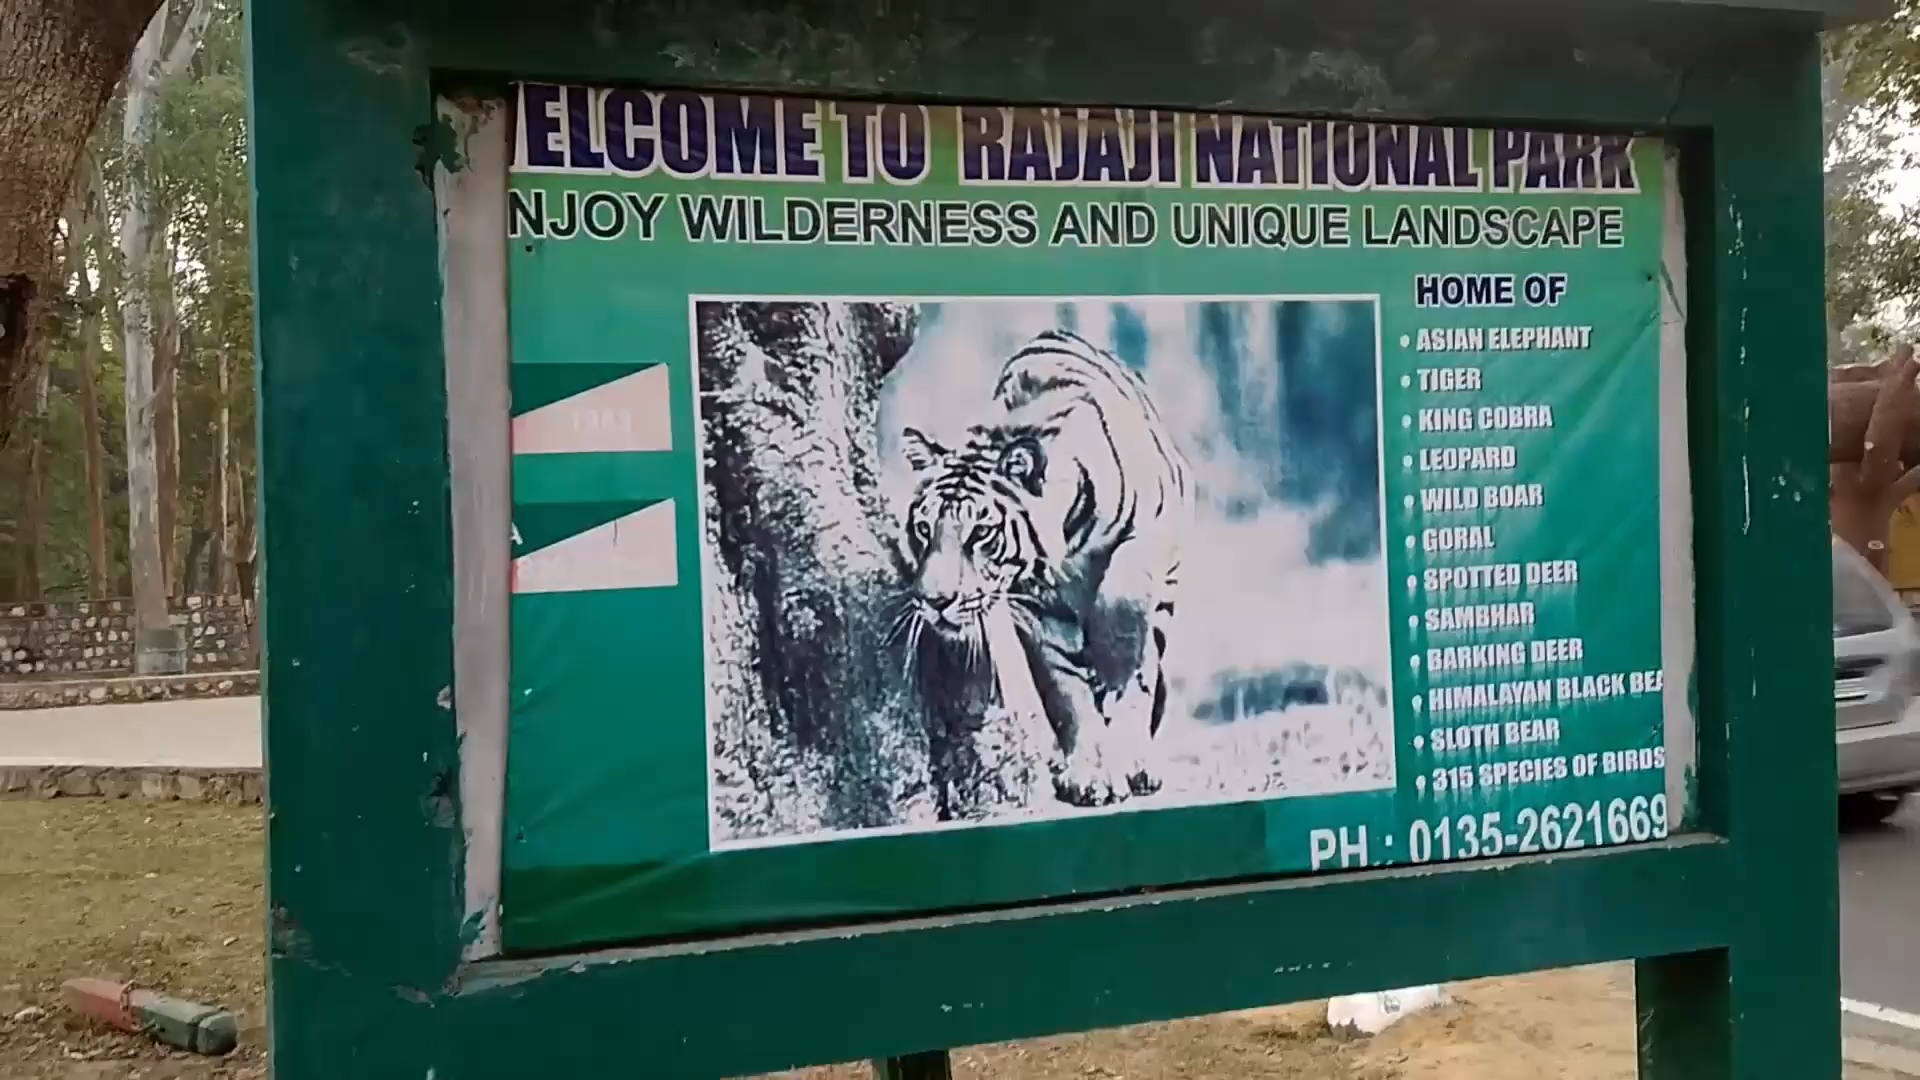 WELCOME TO RAJAJI NATIONAL PARK
NJOY WILDERNESS AND UNIQUE LANDSCAPE
HOME OF
• ASIAN ELEPHANT
• TIGER
• KING COBRA
• LEOPARD
• WILD BOAR
• GORAL
• SPOTTED DEER
• SAMBHAR
• BARKING DEER
• HIMALAYAN BLACK BEA
• SLOTH BEAR
• 315 SPECIES OF BIRDS
PH.: 0135-2621669